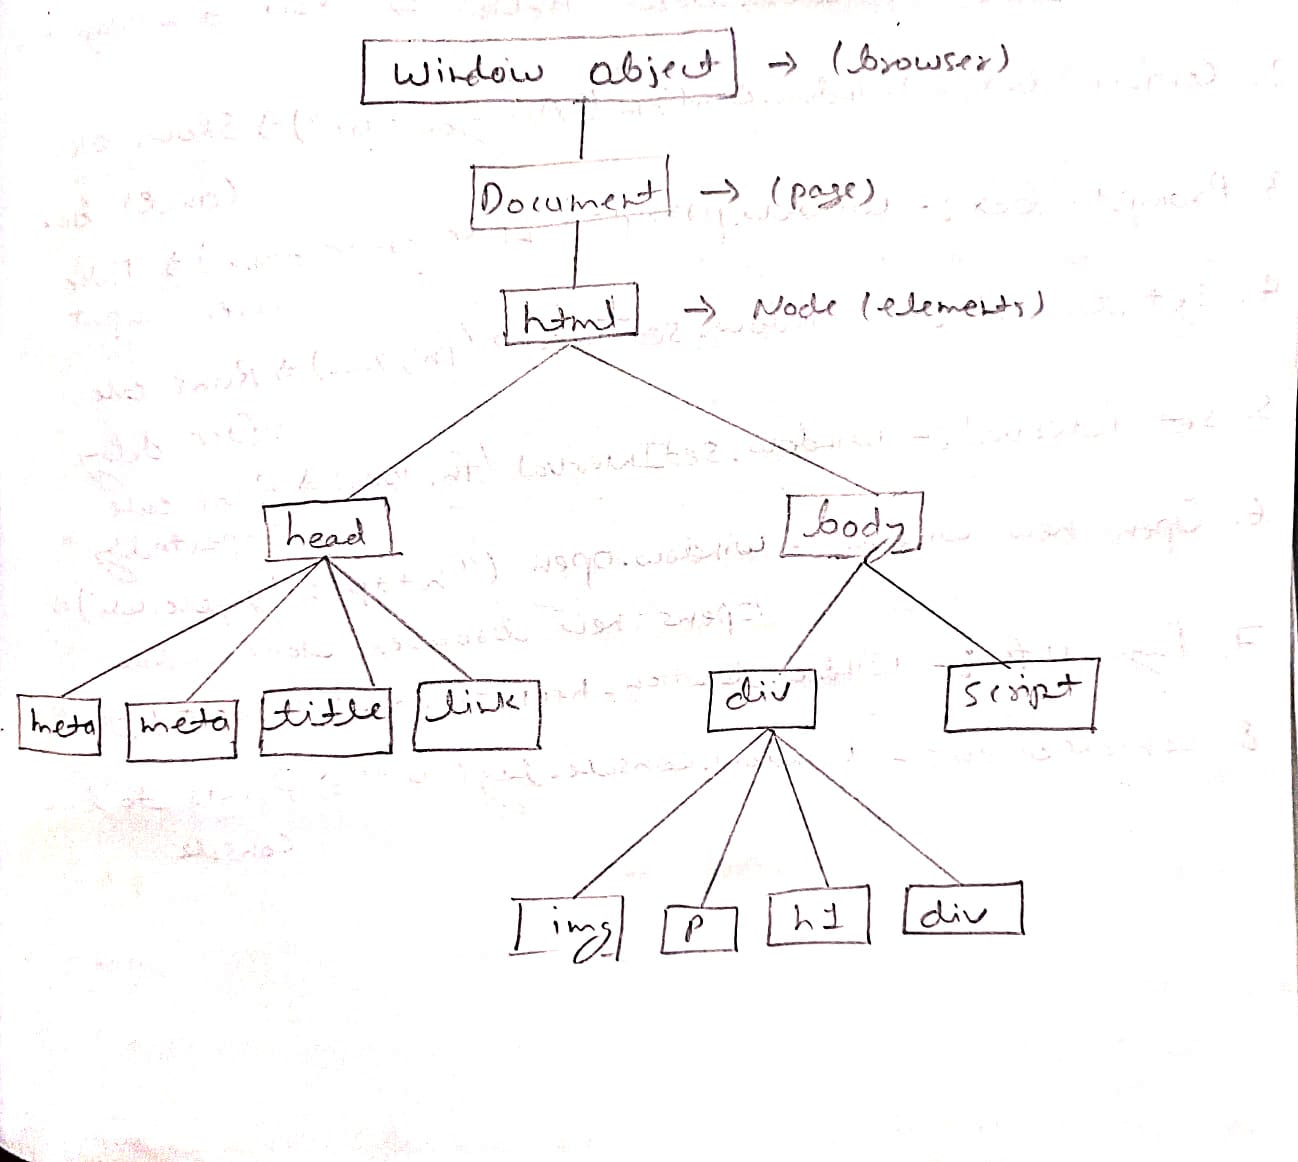 Window object → (browser)
Document → (page)
html → Node (elements)
head
body
meta
meta
title
link
div
script
img
P
h1
div